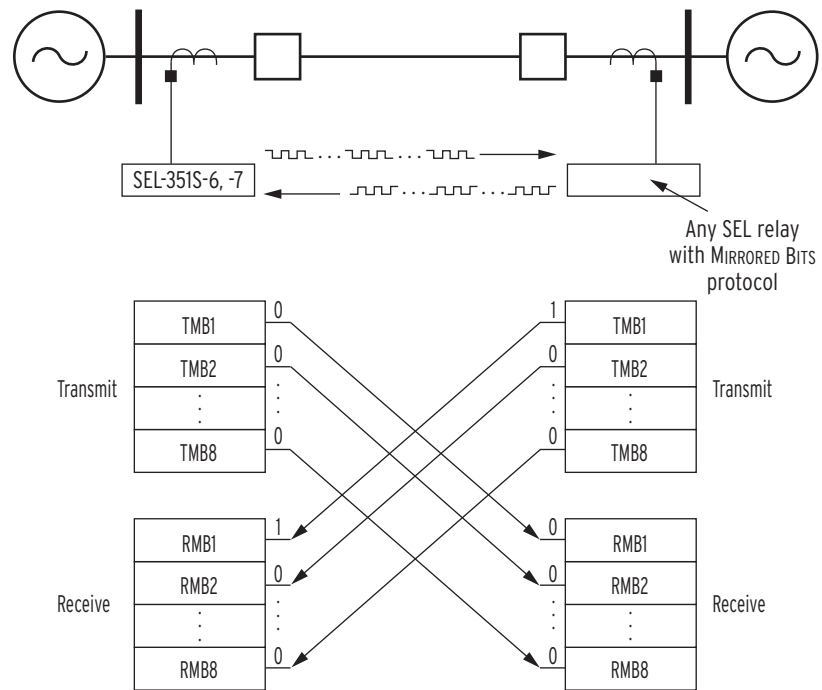 SEL-351S-6, -7
Any SEL relay
with MIRRORED BITS
protocol
Transmit
TMB1
0
TMB2
0
TMB8
0
1
TMB1
0
TMB2
0
TMB8
Transmit
Receive
RMB1
1
RMB2
0
RMB8
0
0
RMB1
0
RMB2
0
RMB8
Receive